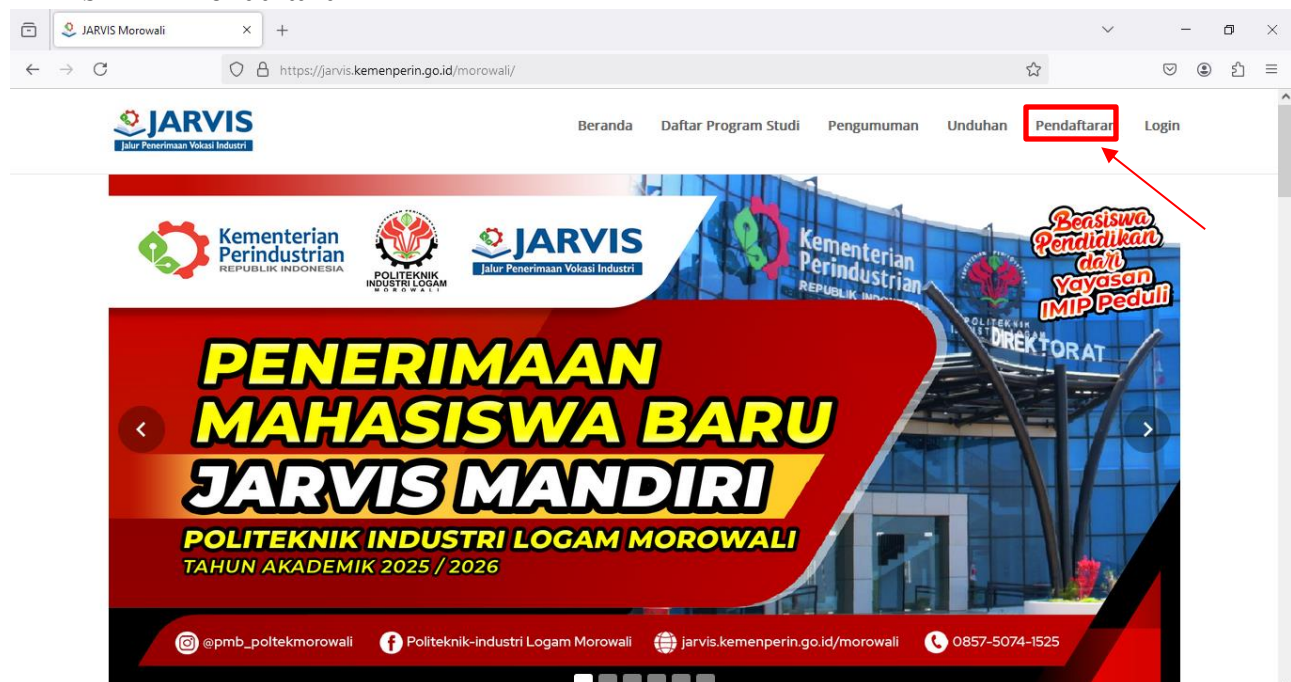 JARVIS Morowali
https://jarvis.kemenperin.go.id/morowali/
JARVIS
Jalur Penerimaan Vokasi Industri
Beranda Daftar Program Studi Pengumuman Unduhan Pendaftaran Login
Kementerian
Perindustrian
REPUBLIK INDONESIA
POLITEKNIK
INDUSTRI LOGAM
MOROWALI
JARVIS
Jalur Penerimaan Vokasi Industri
Kementerian
Perindustrian
REPUBLIK INDONESIA
DIREKTORAT
Beasiswa
Pendidikan
dari
Yayasan
IMIP Peduli
PENERIMAAN
MAHASISWA BARU
JARVIS MANDIRI
POLITEKNIK INDUSTRI LOGAM MOROWALI
TAHUN AKADEMIK 2025 / 2026
@pmb_poltekmorowali Politeknik-industri Logam Morowali jarvis.kemenperin.go.id/morowali 0857-5074-1525